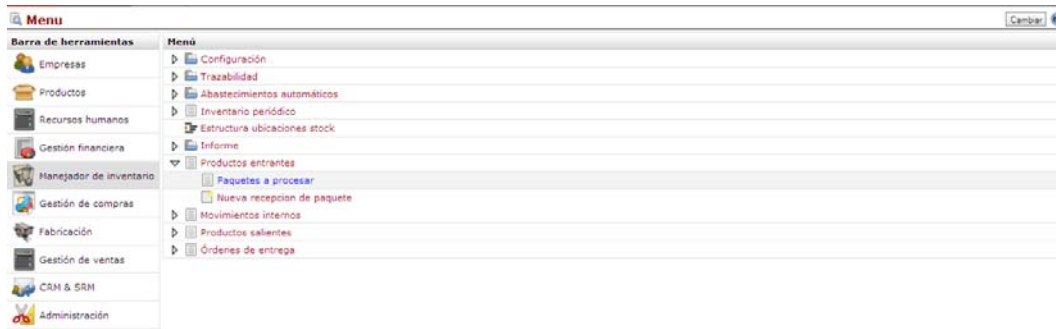 Menu
Cambiar
Barra de herramientas
Empresas
Productos
Recursos humanos
Gestión financiera
Manejador de inventario
Gestión de compras
Fabricación
Gestión de ventas
CRM & SRM
Administración
Menú
Configuración
Trazabilidad
Abastecimientos automáticos
Inventario periódico
Estructura ubicaciones stock
Informe
Productos entrantes
Paquetes a procesar
Nueva recepcion de paquete
Movimientos internos
Productos salientes
Órdenes de entrega